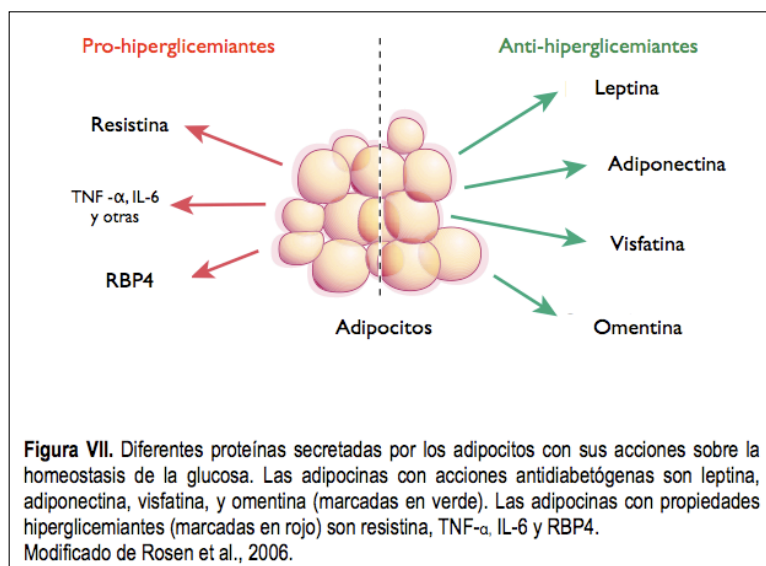 Pro-hiperglicemiantes
Anti-hiperglicemiantes
Leptina
Resistina
Adiponectina
TNF -α, IL-6
y otras
Visfatina
RBP4
Adipocitos
Omentina
Figura VII. Diferentes proteínas secretadas por los adipocitos con sus acciones sobre la
homeostasis de la glucosa. Las adipocinas con acciones antidiabetógenas son leptina,
adiponectina, visfatina, y omentina (marcadas en verde). Las adipocinas con propiedades
hiperglicemiantes (marcadas en rojo) son resistina, TNF-α, IL-6 y RBP4.
Modificado de Rosen et al., 2006.